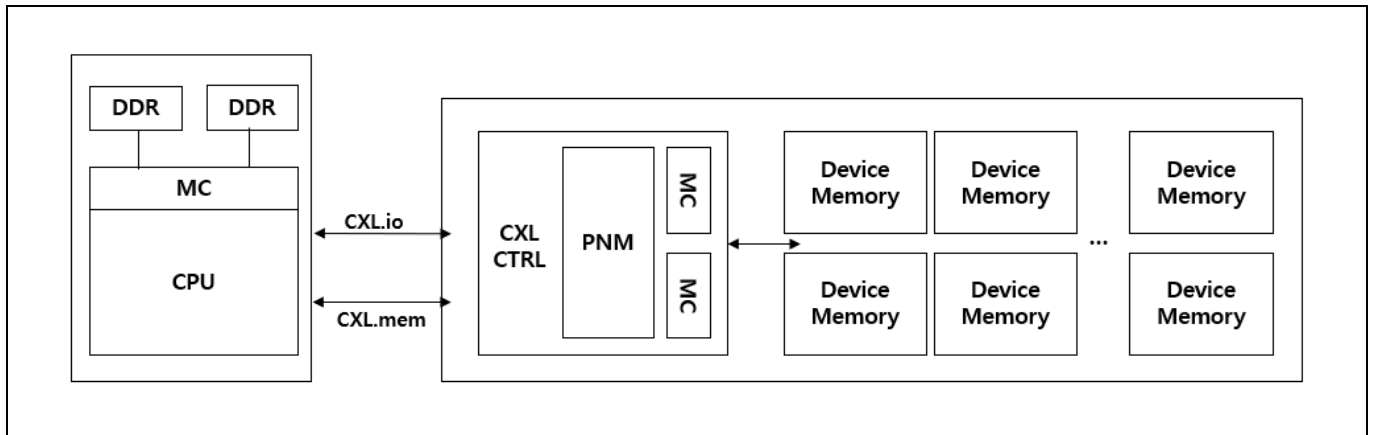 DDR
DDR
MC
CPU
CXL.io
CXL.mem
CXL
CTRL
PNM
MC
MC
Device
Memory
Device
Memory
Device
Memory
...
Device
Memory
Device
Memory
Device
Memory